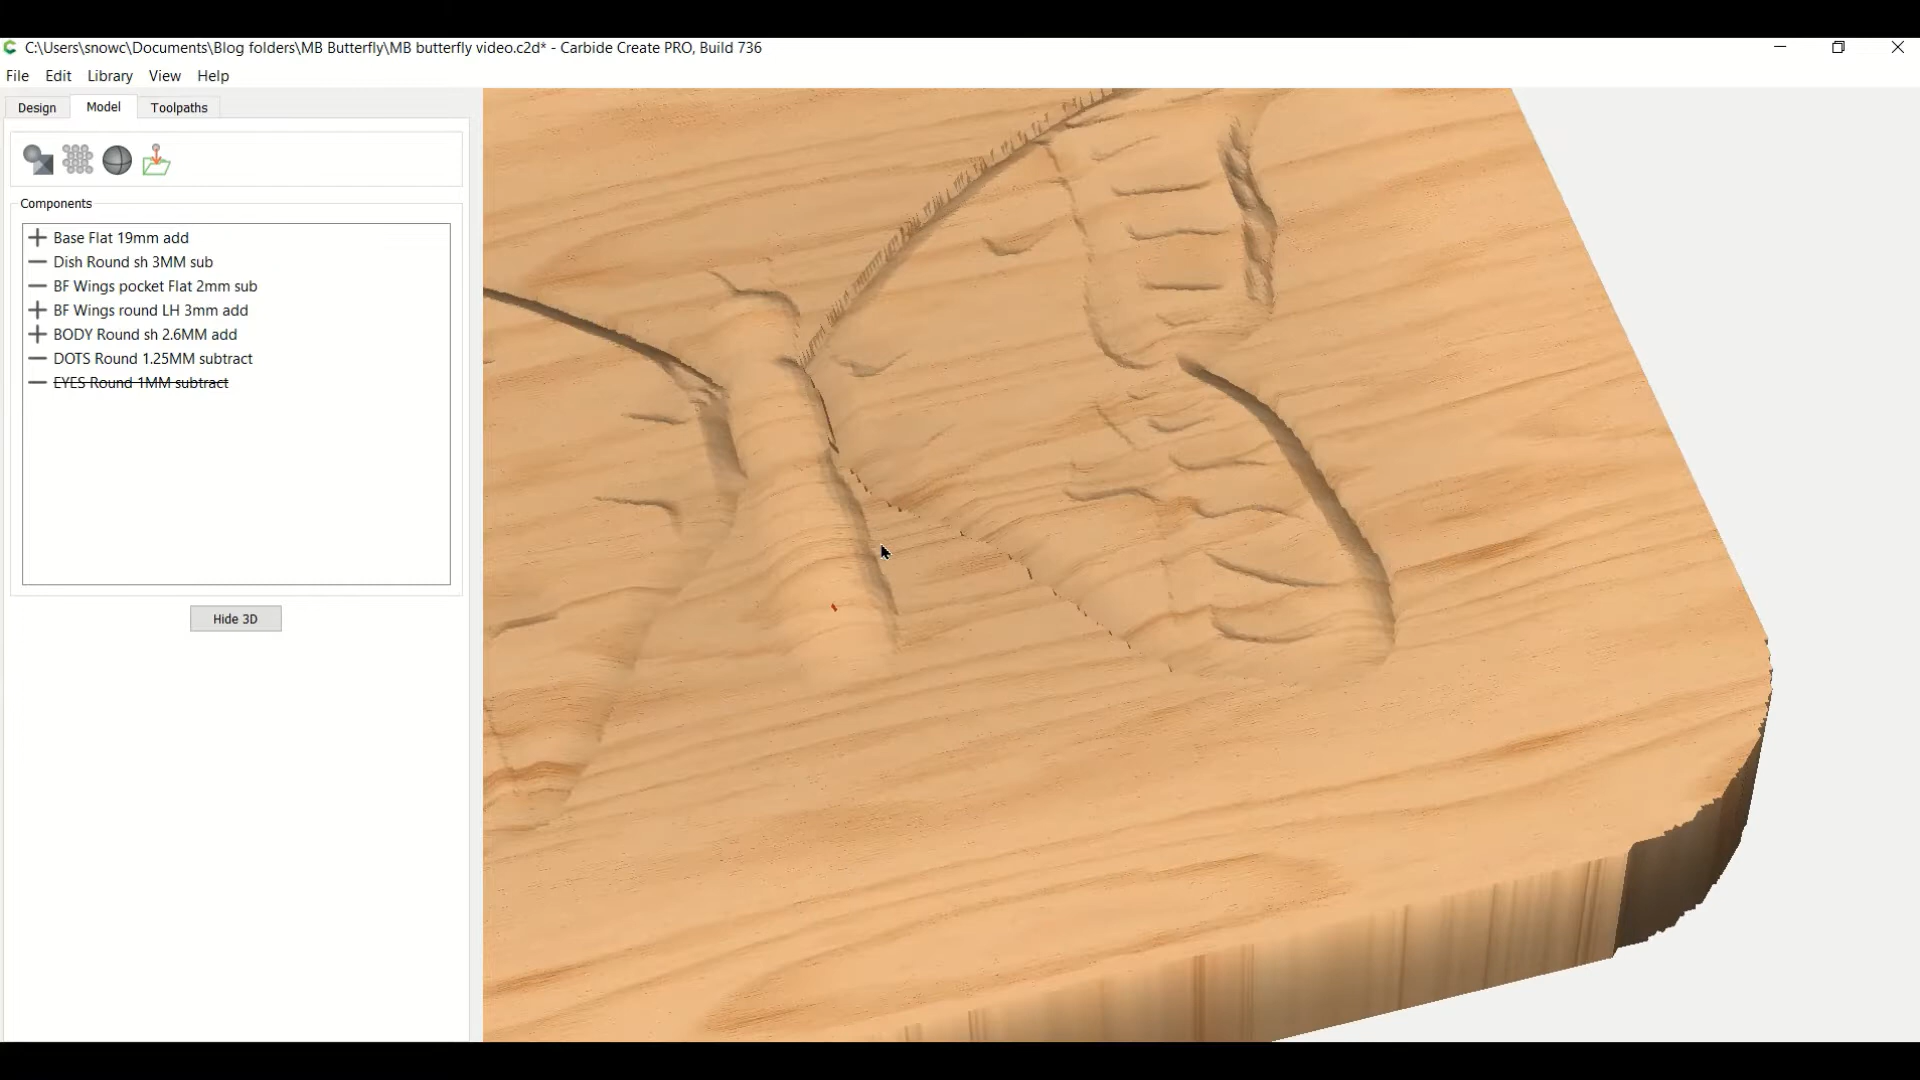 C:\Users\snowc\Documents\Blog folders\MB Butterfly\MB butterfly video.c2d* - Carbide Create PRO, Build 736
File Edit Library View Help
Design Model Toolpaths
Components
Base Flat 19mm add
Dish Round sh 3MM sub
BF Wings pocket Flat 2mm sub
BF Wings round LH 3mm add
BODY Round sh 2.6MM add
DOTS Round 1.25MM subtract
EYES Round 1MM subtract
Hide 3D